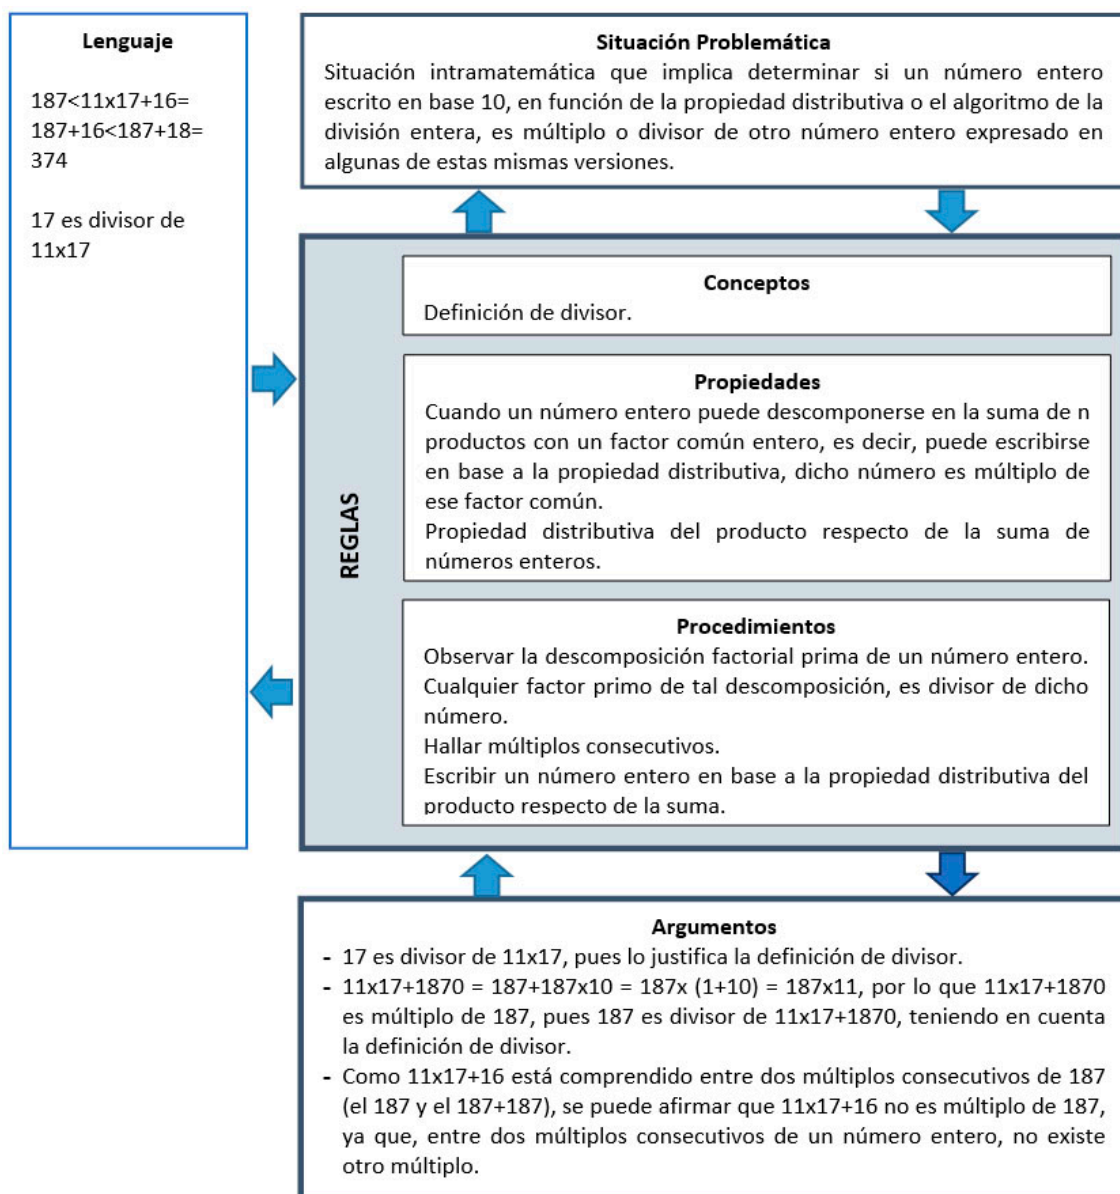 Lenguaje
187<11x17+16=
187+16<187+18=
374
17 es divisor de
11x17
Situación Problemática
Situación intramatemática que implica determinar si un número entero
escrito en base 10, en función de la propiedad distributiva o el algoritmo de la
división entera, es múltiplo o divisor de otro número entero expresado en
algunas de estas mismas versiones.
REGLAS
Conceptos
Definición de divisor.
Propiedades
Cuando un número entero puede descomponerse en la suma de n
productos con un factor común entero, es decir, puede escribirse
en base a la propiedad distributiva, dicho número es múltiplo de
ese factor común.
Propiedad distributiva del producto respecto de la suma de
números enteros.
Procedimientos
Observar la descomposición factorial prima de un número entero.
Cualquier factor primo de tal descomposición, es divisor de dicho
número.
Hallar múltiplos consecutivos.
Escribir un número entero en base a la propiedad distributiva del
producto respecto de la suma.
Argumentos
- 17 es divisor de 11x17, pues lo justifica la definición de divisor.
- 11x17+1870 = 187+187x10 = 187x (1+10) = 187x11, por lo que 11x17+1870
es múltiplo de 187, pues 187 es divisor de 11x17+1870, teniendo en cuenta
la definición de divisor.
- Como 11x17+16 está comprendido entre dos múltiplos consecutivos de 187
(el 187 y el 187+187), se puede afirmar que 11x17+16 no es múltiplo de 187,
ya que, entre dos múltiplos consecutivos de un número entero, no existe
otro múltiplo.